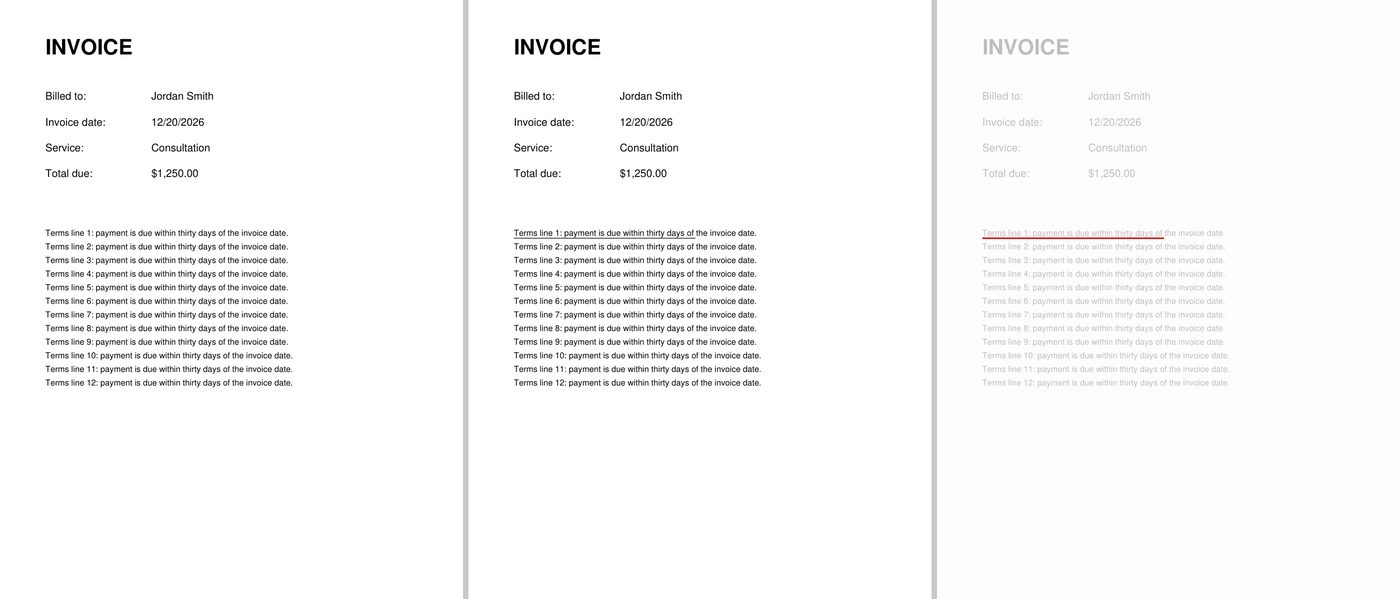 INVOICE
Billed to: Jordan Smith
Invoice date: 12/20/2026
Service: Consultation
Total due: $1,250.00
Terms line 1: payment is due within thirty days of the invoice date.
Terms line 2: payment is due within thirty days of the invoice date.
Terms line 3: payment is due within thirty days of the invoice date.
Terms line 4: payment is due within thirty days of the invoice date.
Terms line 5: payment is due within thirty days of the invoice date.
Terms line 6: payment is due within thirty days of the invoice date.
Terms line 7: payment is due within thirty days of the invoice date.
Terms line 8: payment is due within thirty days of the invoice date.
Terms line 9: payment is due within thirty days of the invoice date.
Terms line 10: payment is due within thirty days of the invoice date.
Terms line 11: payment is due within thirty days of the invoice date.
Terms line 12: payment is due within thirty days of the invoice date.
INVOICE
Billed to: Jordan Smith
Invoice date: 12/20/2026
Service: Consultation
Total due: $1,250.00
Terms line 1: payment is due within thirty days of the invoice date.
Terms line 2: payment is due within thirty days of the invoice date.
Terms line 3: payment is due within thirty days of the invoice date.
Terms line 4: payment is due within thirty days of the invoice date.
Terms line 5: payment is due within thirty days of the invoice date.
Terms line 6: payment is due within thirty days of the invoice date.
Terms line 7: payment is due within thirty days of the invoice date.
Terms line 8: payment is due within thirty days of the invoice date.
Terms line 9: payment is due within thirty days of the invoice date.
Terms line 10: payment is due within thirty days of the invoice date.
Terms line 11: payment is due within thirty days of the invoice date.
Terms line 12: payment is due within thirty days of the invoice date.
INVOICE
Billed to: Jordan Smith
Invoice date: 12/20/2026
Service: Consultation
Total due: $1,250.00
Terms line 1: payment is due within thirty days of the invoice date.
Terms line 2: payment is due within thirty days of the invoice date.
Terms line 3: payment is due within thirty days of the invoice date.
Terms line 4: payment is due within thirty days of the invoice date.
Terms line 5: payment is due within thirty days of the invoice date.
Terms line 6: payment is due within thirty days of the invoice date.
Terms line 7: payment is due within thirty days of the invoice date.
Terms line 8: payment is due within thirty days of the invoice date.
Terms line 9: payment is due within thirty days of the invoice date.
Terms line 10: payment is due within thirty days of the invoice date.
Terms line 11: payment is due within thirty days of the invoice date.
Terms line 12: payment is due within thirty days of the invoice date.